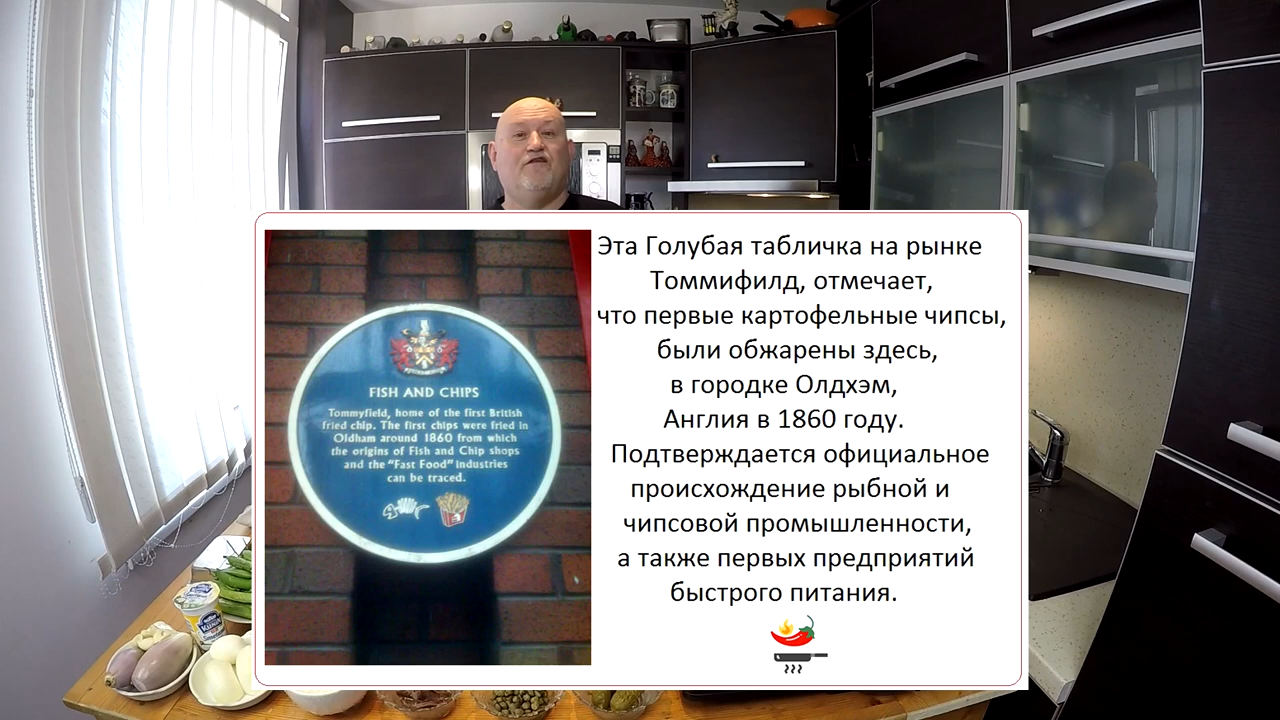 FISH AND CHIPS
Tommyfield, home of the first British
fried chip. The first chips were fried in
Oldham around 1860 from which
the origins of Fish and Chip shops
and the "Fast Food" industries
can be traced.
Эта Голубая табличка на рынке
Томмифилд, отмечает,
что первые картофельные чипсы,
были обжарены здесь,
в городке Олдхэм,
Англия в 1860 году.
Подтверждается официальное
происхождение рыбной и
чипсовой промышленности,
а также первых предприятий
быстрого питания.